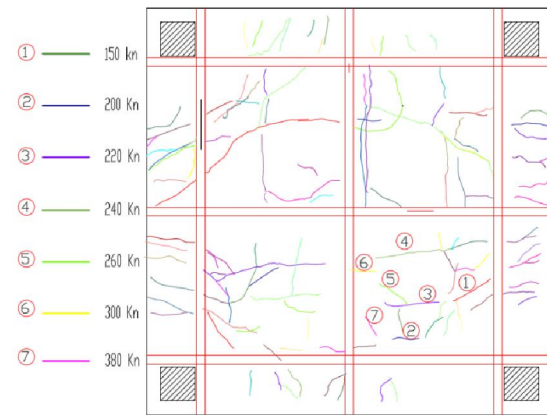 ① 150 kn
② 200 Kn
③ 220 Kn
④ 240 Kn
⑤ 260 Kn
⑥ 300 Kn
⑦ 380 Kn
④
⑥
⑤
①
③
⑦
②